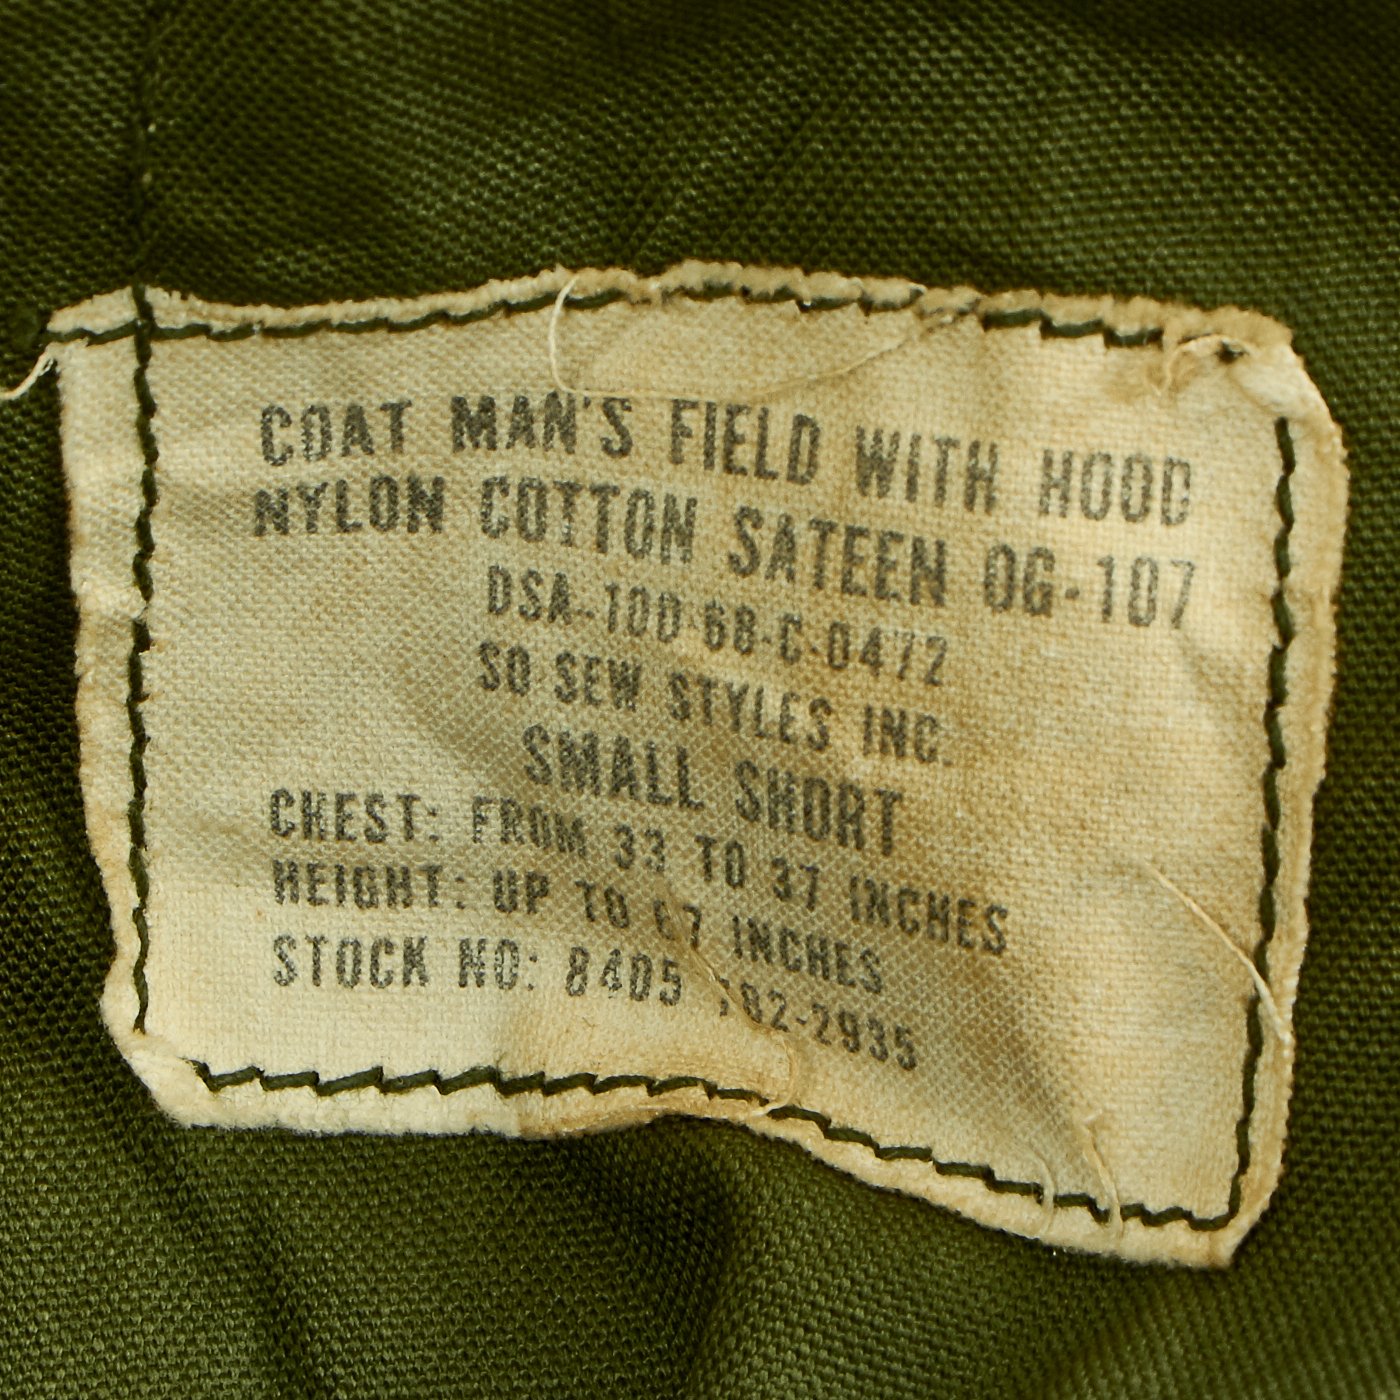 COAT MAN'S FIELD WITH HOOD
NYLON COTTON SATEEN OG-107
DSA-100-68-C-0472
SO SEW STYLES INC.
SMALL SHORT
CHEST: FROM 33 TO 37 INCHES
HEIGHT: UP TO 67 INCHES
STOCK NO: 8405